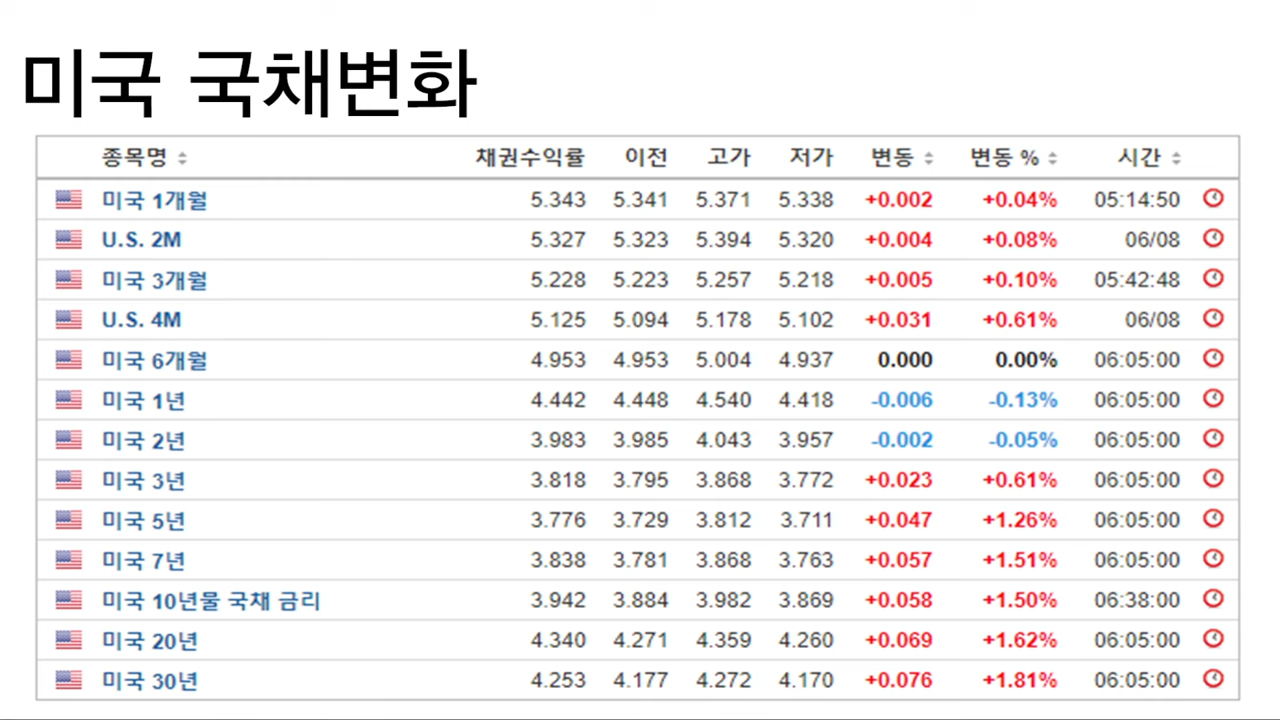 미국 국채변화
종목명 채권수익률 이전 고가 저가 변동 변동 % 시간
미국 1개월 5.343 5.341 5.371 5.338 +0.002 +0.04% 05:14:50
U.S. 2M 5.327 5.323 5.394 5.320 +0.004 +0.08% 06/08
미국 3개월 5.228 5.223 5.257 5.218 +0.005 +0.10% 05:42:48
U.S. 4M 5.125 5.094 5.178 5.102 +0.031 +0.61% 06/08
미국 6개월 4.953 4.953 5.004 4.937 0.000 0.00% 06:05:00
미국 1년 4.442 4.448 4.540 4.418 -0.006 -0.13% 06:05:00
미국 2년 3.983 3.985 4.043 3.957 -0.002 -0.05% 06:05:00
미국 3년 3.818 3.795 3.868 3.772 +0.023 +0.61% 06:05:00
미국 5년 3.776 3.729 3.812 3.711 +0.047 +1.26% 06:05:00
미국 7년 3.838 3.781 3.868 3.763 +0.057 +1.51% 06:05:00
미국 10년물 국채 금리 3.942 3.884 3.982 3.869 +0.058 +1.50% 06:38:00
미국 20년 4.340 4.271 4.359 4.260 +0.069 +1.62% 06:05:00
미국 30년 4.253 4.177 4.272 4.170 +0.076 +1.81% 06:05:00